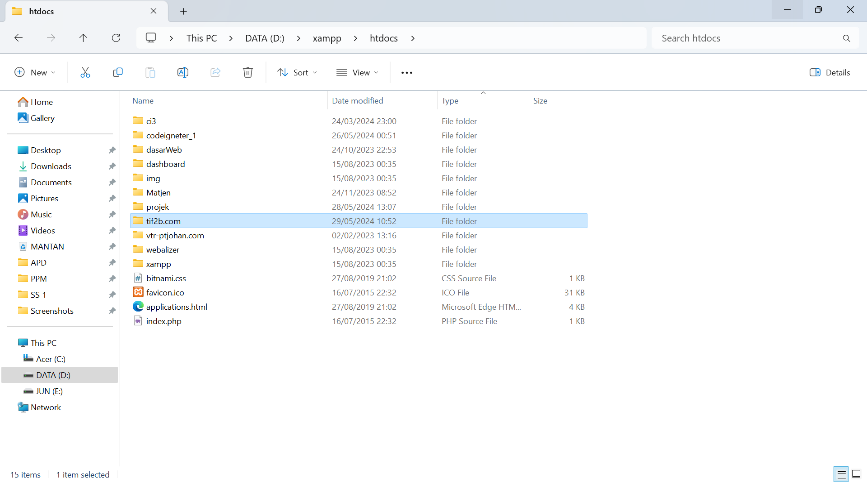 htdocs
This PC
DATA (D:)
xampp
htdocs
Search htdocs
New
Sort
View
Details
Home
Gallery
Desktop
Downloads
Documents
Pictures
Music
Videos
MANTAN
APD
PPM
SS 1
Screenshots
This PC
Acer (C:)
DATA (D:)
JUN (E:)
Network
Name Date modified Type Size
ci3 24/03/2024 23:00 File folder
codeigneter_1 26/05/2024 00:51 File folder
dasarWeb 24/10/2023 22:53 File folder
dashboard 15/08/2023 00:35 File folder
img 15/08/2023 00:35 File folder
Matjen 24/11/2023 08:52 File folder
projek 28/05/2024 13:07 File folder
tif2b.com 29/05/2024 10:52 File folder
vtr-ptjohan.com 02/02/2023 13:16 File folder
webalizer 15/08/2023 00:35 File folder
xampp 15/08/2023 00:35 File folder
bitnami.css 27/08/2019 21:02 CSS Source File 1 KB
favicon.ico 16/07/2015 22:32 ICO File 31 KB
applications.html 27/08/2019 21:02 Microsoft Edge HTM... 4 KB
index.php 16/07/2015 22:32 PHP Source File 1 KB
15 items 1 item selected